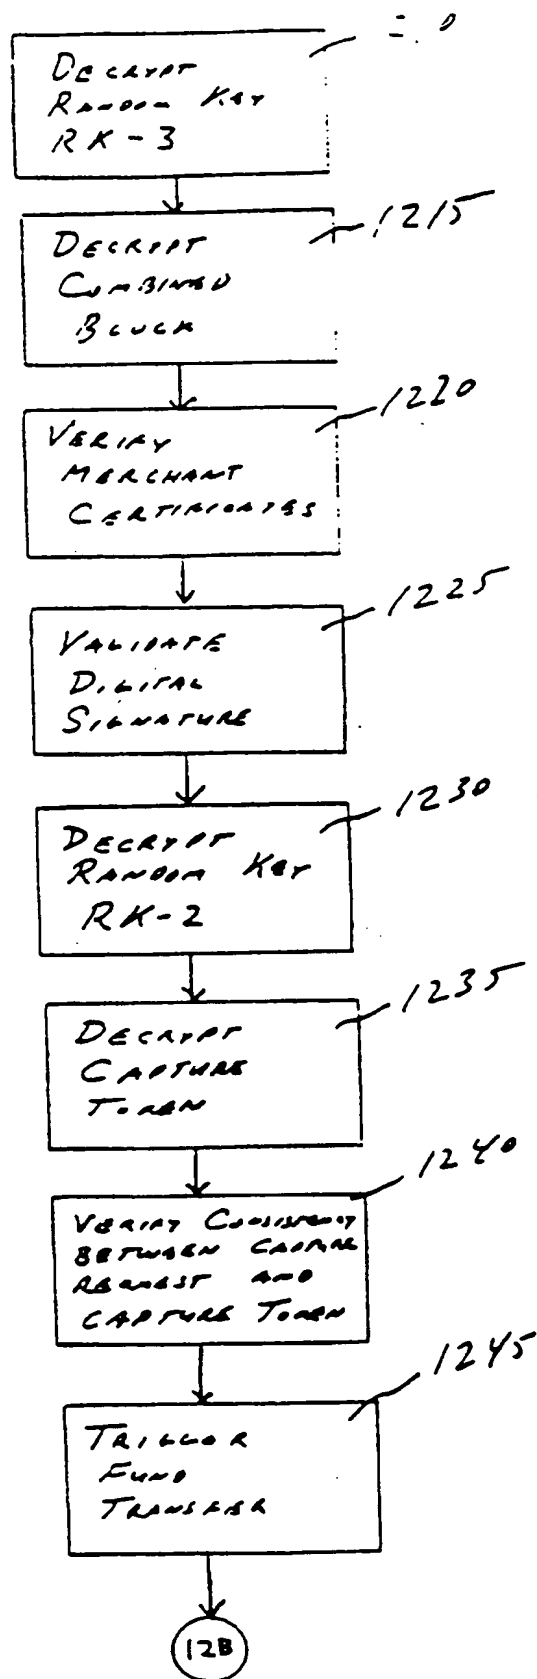 DECRYPT
RANDOM KEY
RK-3
1215
DECRYPT
COMBINED
BLOCK
1220
VERIFY
MERCHANT
CERTIFICATES
1225
VALIDATE
DIGITAL
SIGNATURE
1230
DECRYPT
RANDOM KEY
RK-2
1235
DECRYPT
CAPTURE
TOKEN
1240
VERIFY CONSISTENCY
BETWEEN CAPTURE
REQUEST AND
CAPTURE TOKEN
1245
TRIGGER
FUND
TRANSFER
12B